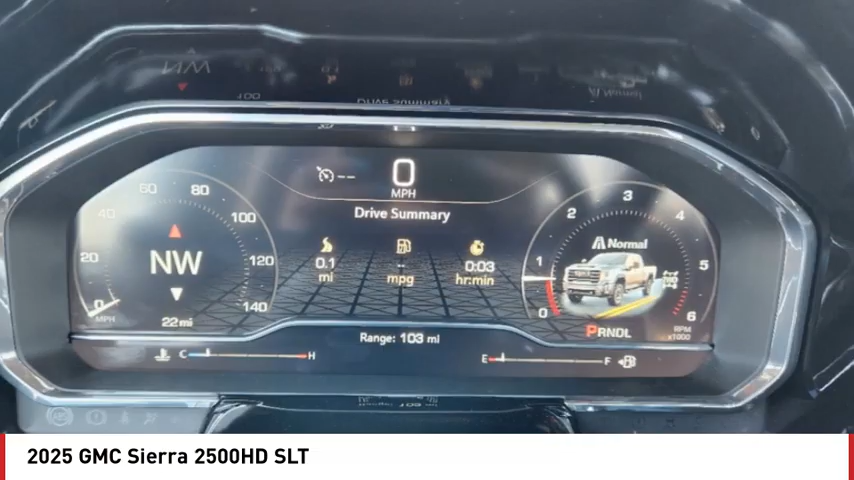 0
MPH
Drive Summary
0.1
mi
--
mpg
0:03
hr:min
0
20
40
60
80
100
120
140
MPH
NW
22 mi
0
1
2
3
4
5
6
Normal
PRNDL
RPM
x1000
Range: 103 mi
C H
E F
2025 GMC Sierra 2500HD SLT